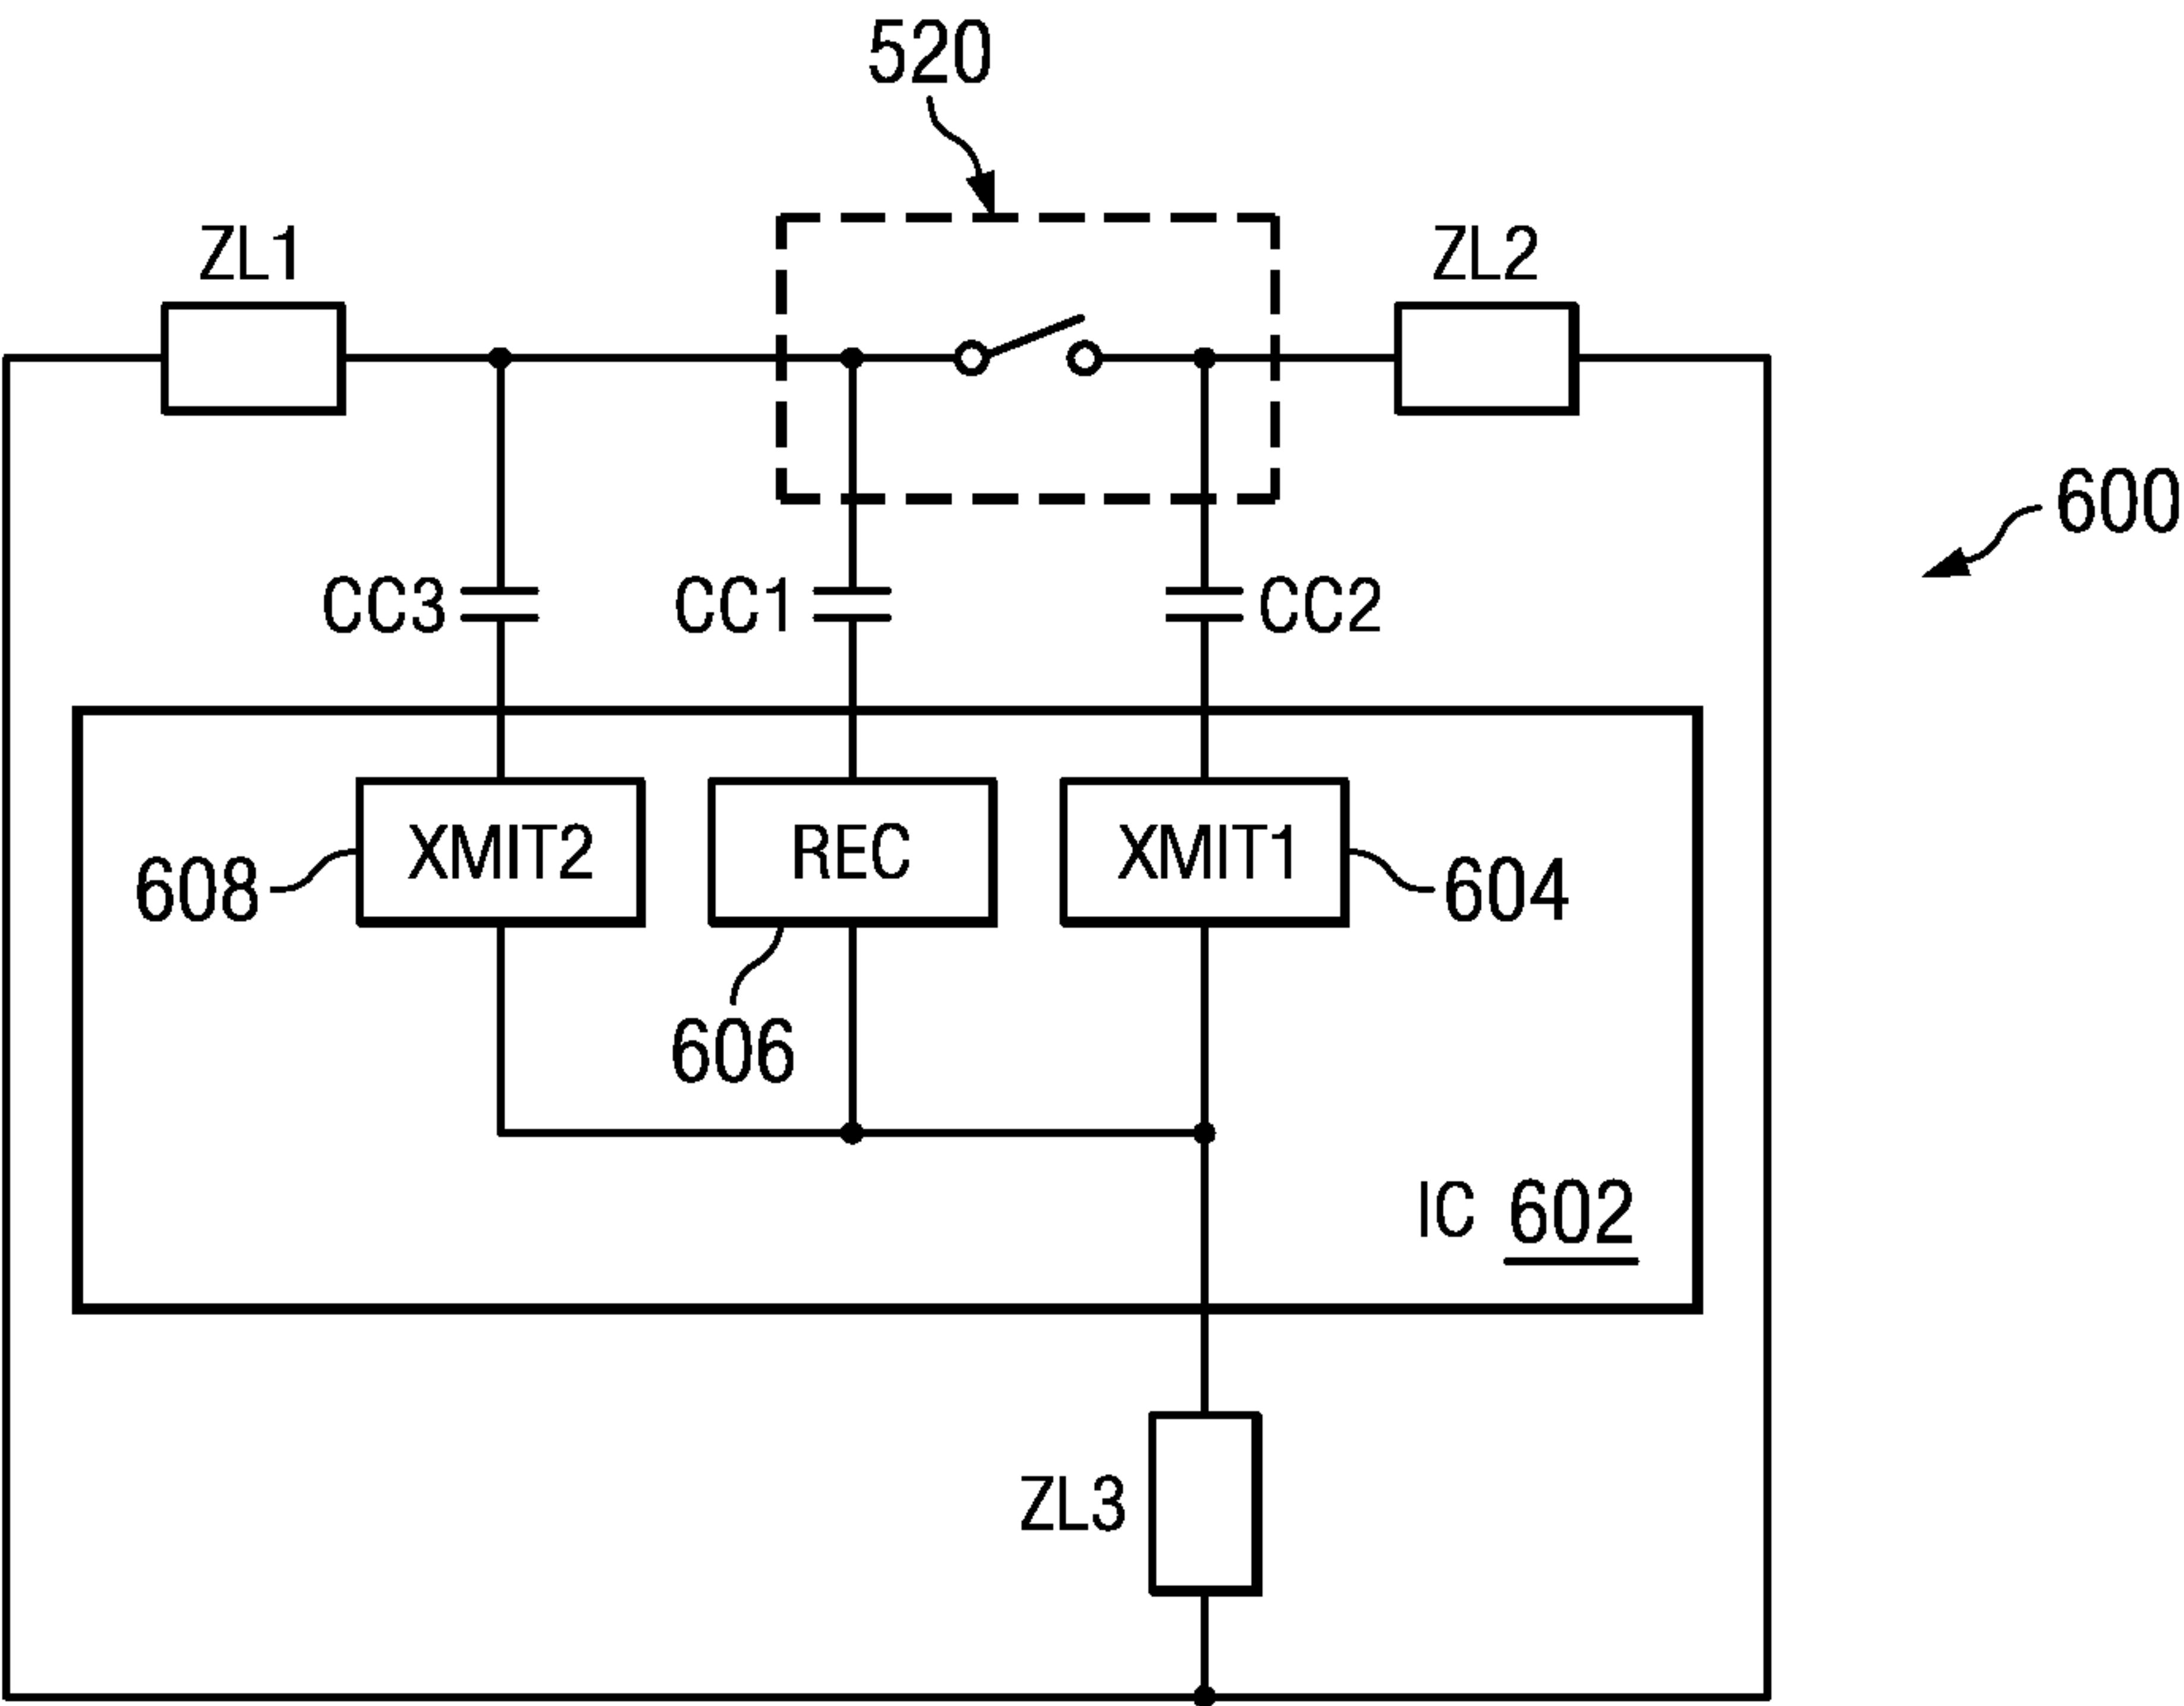 520
ZL1
ZL2
600
CC3
CC1
CC2
XMIT2
REC
XMIT1
608
604
606
IC 602
ZL3